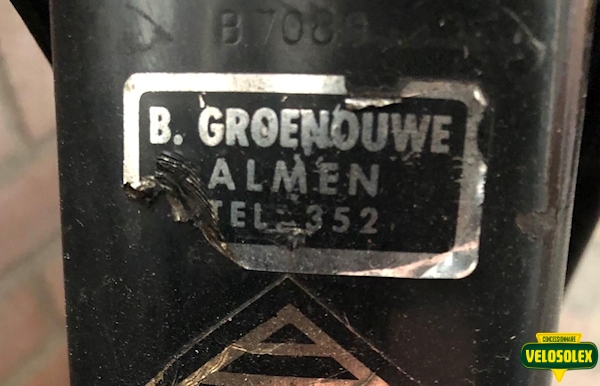 B. GROENOUWE
ALMEN
TEL. 352
CONCESSIONNAIRE
VELOSOLEX